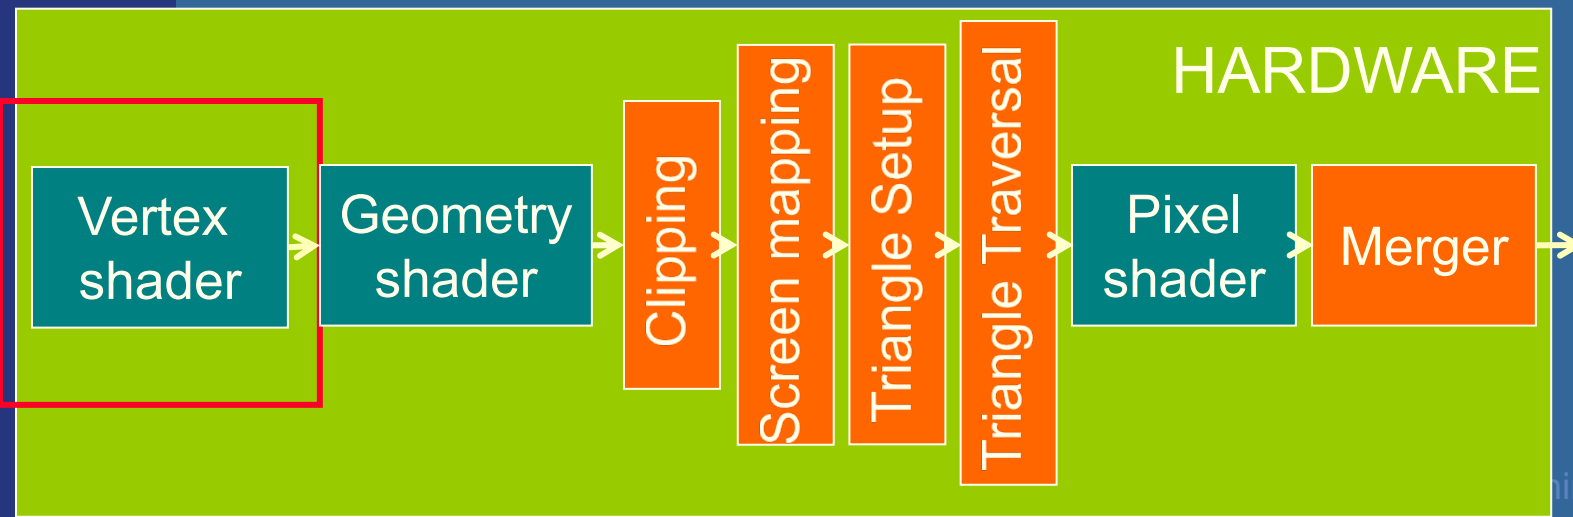 HARDWARE
Vertex
shader
Geometry
shader
Clipping
Screen mapping
Triangle Setup
Triangle Traversal
Pixel
shader
Merger